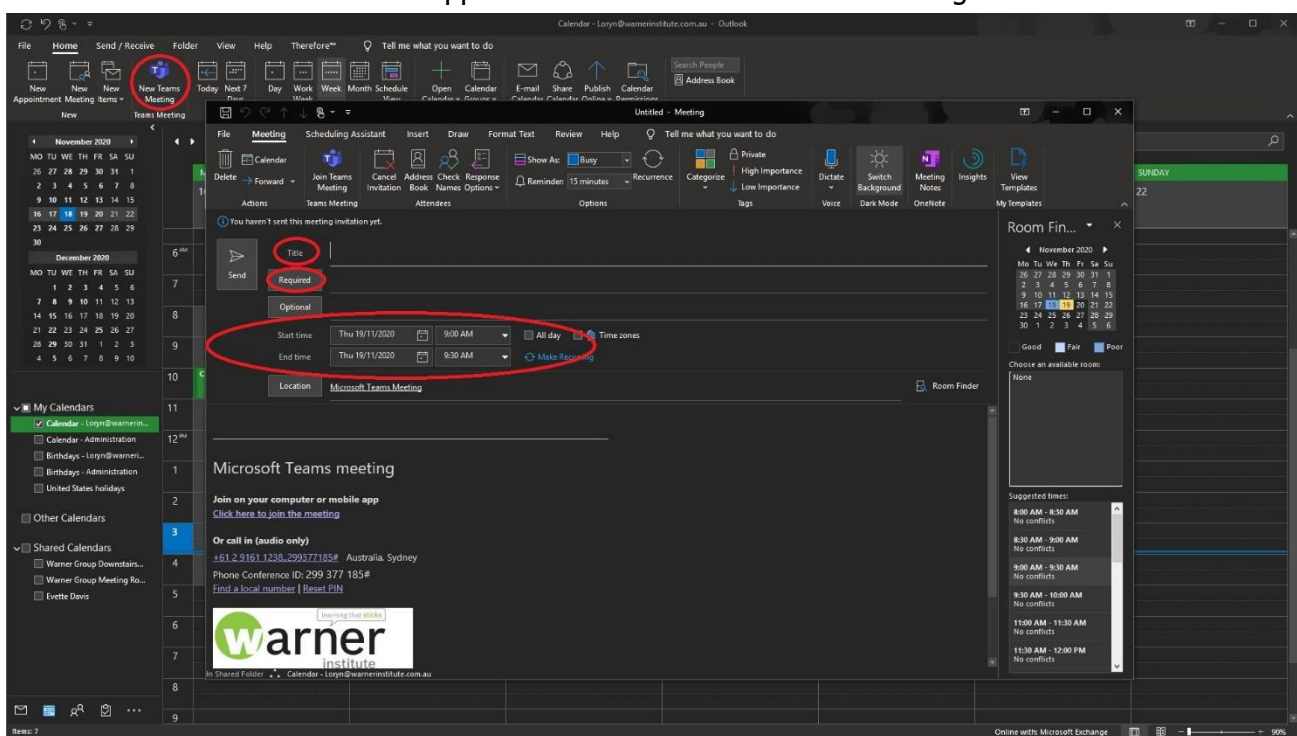 Calendar - Loryn@warnerinstitute.com.au - Outlook
File Home Send / Receive Folder View Help Therefore™ Tell me what you want to do
New Appointment
New Meeting
New Items
New Teams Meeting
Today
Next 7 Days
Day
Work Week
Week
Month
Schedule View
Open Calendar
Calendar Groups
E-mail Calendar
Share Calendar
Publish Online
Calendar Permissions
Search People
Address Book
New
Teams Meeting
Untitled - Meeting
File Meeting Scheduling Assistant Insert Draw Format Text Review Help Tell me what you want to do
Delete
Calendar
Forward
Join Teams Meeting
Cancel Invitation
Address Book
Check Names
Response Options
Show As: Busy
Reminder: 15 minutes
Recurrence
Categorize
Private
High Importance
Low Importance
Dictate
Switch Background
Meeting Notes
Insights
View Templates
Actions Teams Meeting Attendees Options Tags Voice Dark Mode OneNote My Templates
You haven't sent this meeting invitation yet.
Send
Title
Required
Optional
Start time Thu 19/11/2020 9:00 AM All day Time zones
End time Thu 19/11/2020 9:30 AM Make Recurring
Location Microsoft Teams Meeting Room Finder
Microsoft Teams meeting
Join on your computer or mobile app
Click here to join the meeting
Or call in (audio only)
+61 2 9161 1238,,299377185# Australia, Sydney
Phone Conference ID: 299 377 185#
Find a local number | Reset PIN
learning that sticks
warner
institute
In Shared Folder Calendar - Loryn@warnerinstitute.com.au
Room Fin...
November 2020
Mo Tu We Th Fr Sa Su
26 27 28 29 30 31 1
2 3 4 5 6 7 8
9 10 11 12 13 14 15
16 17 18 19 20 21 22
23 24 25 26 27 28 29
30 1 2 3 4 5 6
Good Fair Poor
Choose an available room:
None
Suggested times:
8:00 AM - 8:30 AM
No conflicts
8:30 AM - 9:00 AM
No conflicts
9:00 AM - 9:30 AM
No conflicts
9:30 AM - 10:00 AM
No conflicts
11:00 AM - 11:30 AM
No conflicts
11:30 AM - 12:00 PM
No conflicts
SUNDAY
22
November 2020
MO TU WE TH FR SA SU
26 27 28 29 30 31 1
2 3 4 5 6 7 8
9 10 11 12 13 14 15
16 17 18 19 20 21 22
23 24 25 26 27 28 29
30
December 2020
MO TU WE TH FR SA SU
1 2 3 4 5 6
7 8 9 10 11 12 13
14 15 16 17 18 19 20
21 22 23 24 25 26 27
28 29 30 31 1 2 3
4 5 6 7 8 9 10
My Calendars
Calendar - Loryn@warnerin...
Calendar - Administration
Birthdays - Loryn@warneri...
Birthdays - Administration
United States holidays
Other Calendars
Shared Calendars
Warner Group Downstairs...
Warner Group Meeting Ro...
Evette Davis
6 AM
7
8
9
10
11
12 PM
1
2
3
4
5
6
7
8
9
Items: 7
Online with: Microsoft Exchange 90%